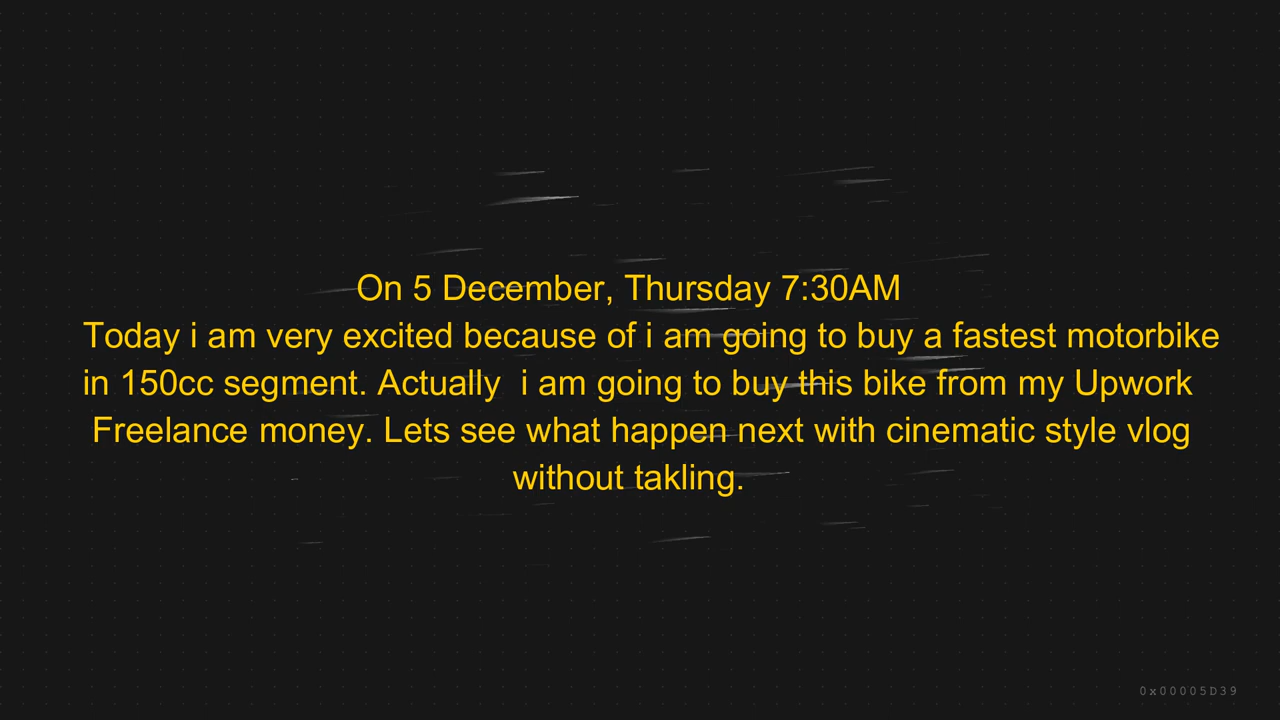 On 5 December, Thursday 7:30AM
Today i am very excited because of i am going to buy a fastest motorbike
in 150cc segment. Actually  i am going to buy this bike from my Upwork
Freelance money. Lets see what happen next with cinematic style vlog
without takling.
0x00005D39